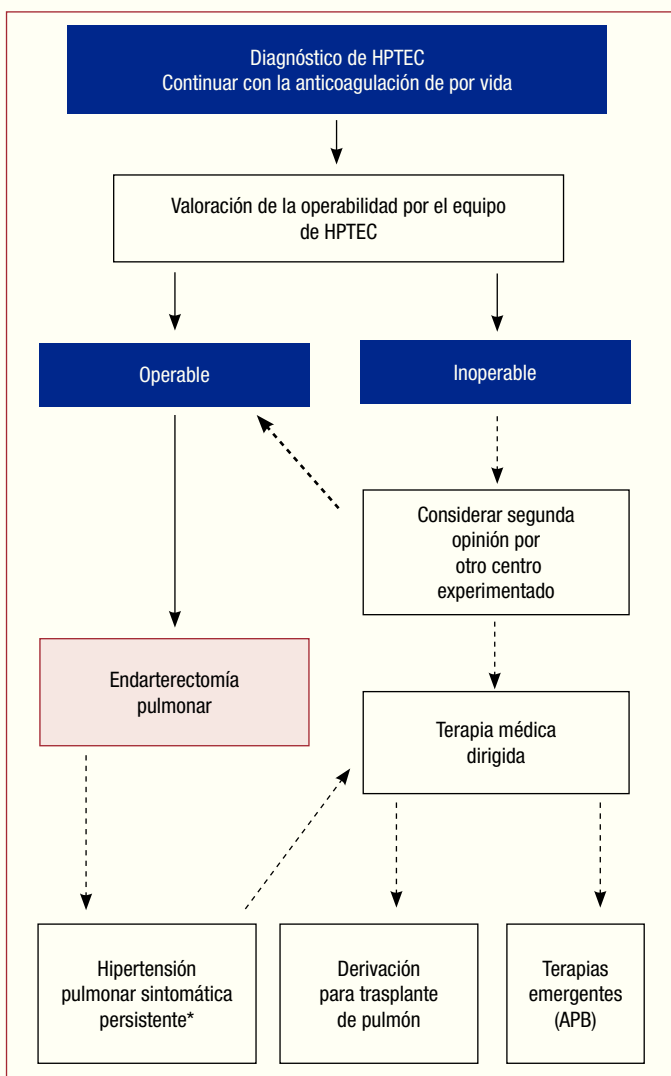 Diagnóstico de HPTEC
Continuar con la anticoagulación de por vida
Valoración de la operabilidad por el equipo
de HPTEC
Operable
Inoperable
Considerar segunda
opinión por
otro centro
experimentado
Endarterectomía
pulmonar
Terapia médica
dirigida
Hipertensión
pulmonar sintomática
persistente*
Derivación
para trasplante
de pulmón
Terapias
emergentes
(APB)